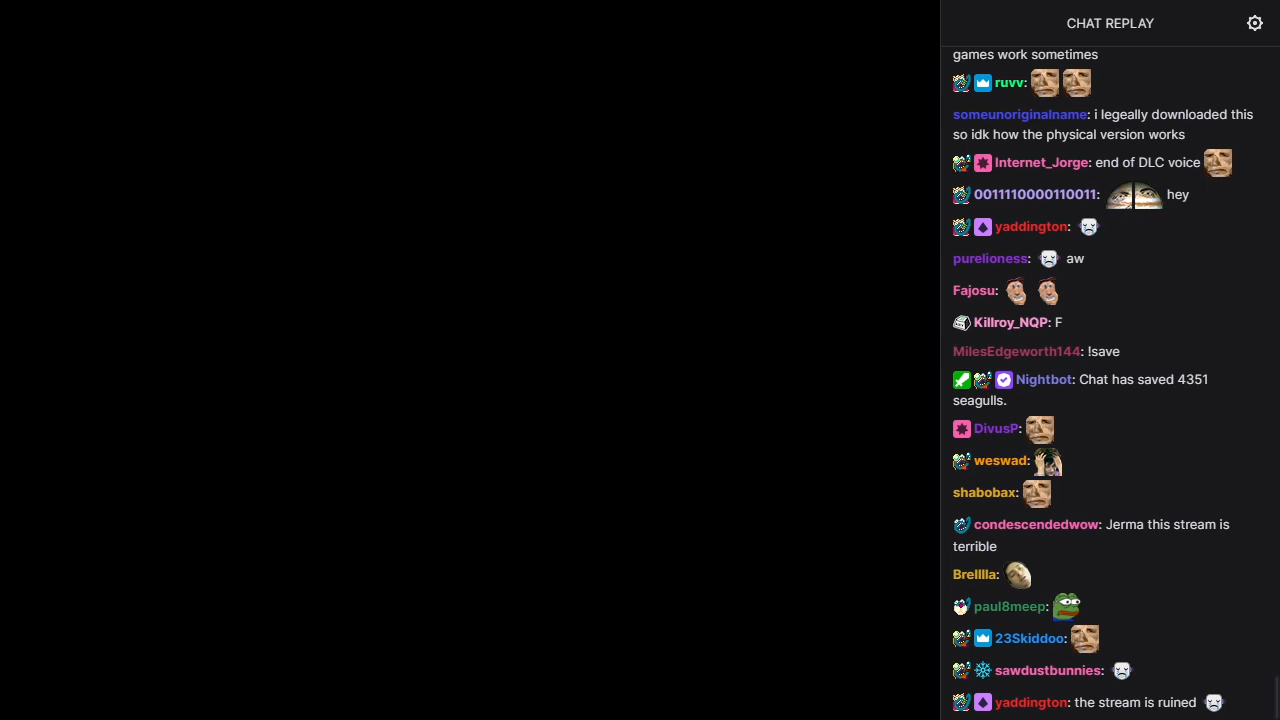 CHAT REPLAY
games work sometimes
ruvv:
someunoriginalname: i legeally downloaded this
so idk how the physical version works
Internet_Jorge: end of DLC voice
0011110000110011: hey
yaddington:
purelioness: aw
Fajosu:
Killroy_NQP: F
MilesEdgeworth144: !save
Nightbot: Chat has saved 4351
seagulls.
DivusP:
weswad:
shabobax:
condescendedwow: Jerma this stream is
terrible
Brelllla:
paul8meep:
23Skiddoo:
sawdustbunnies:
yaddington: the stream is ruined